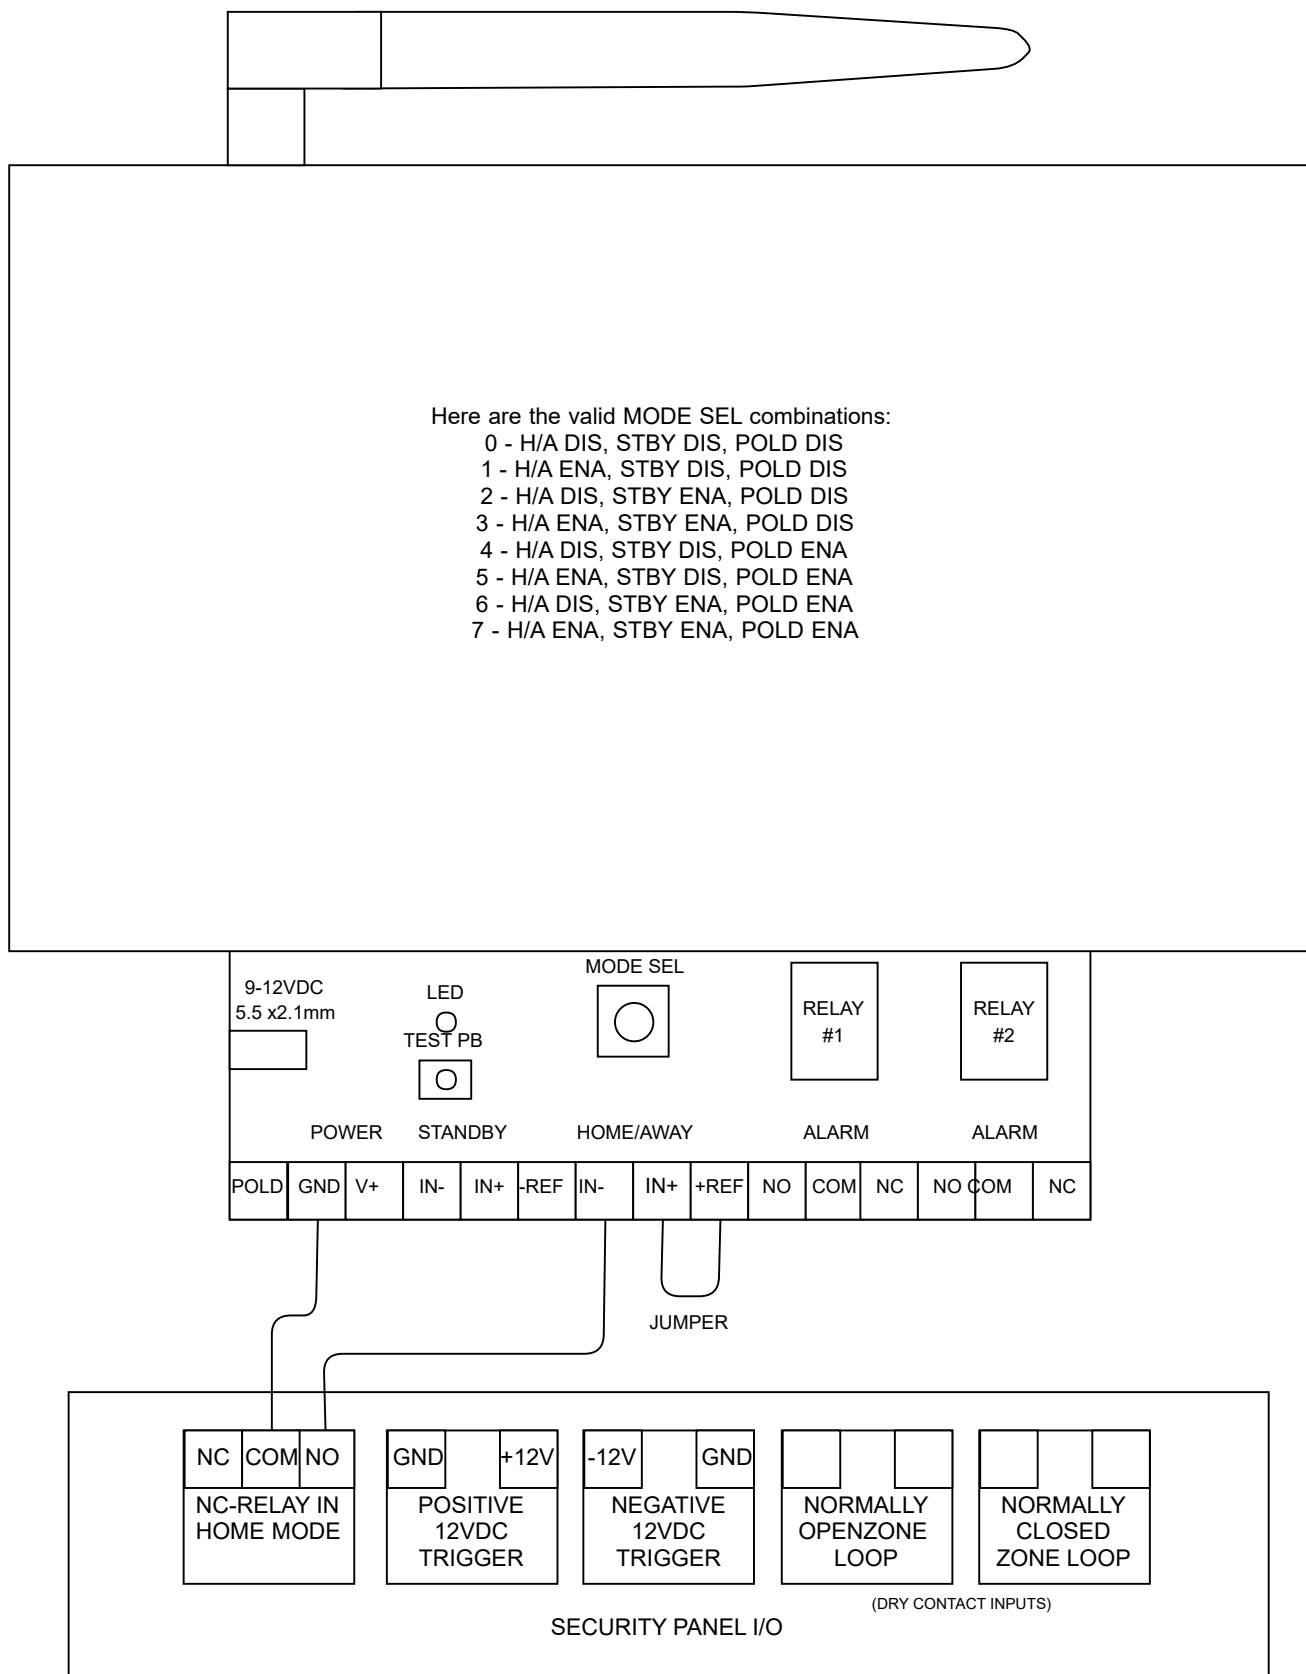 Here are the valid MODE SEL combinations:
0 - H/A DIS, STBY DIS, POLD DIS
1 - H/A ENA, STBY DIS, POLD DIS
2 - H/A DIS, STBY ENA, POLD DIS
3 - H/A ENA, STBY ENA, POLD DIS
4 - H/A DIS, STBY DIS, POLD ENA
5 - H/A ENA, STBY DIS, POLD ENA
6 - H/A DIS, STBY ENA, POLD ENA
7 - H/A ENA, STBY ENA, POLD ENA
MODE SEL
9-12VDC
5.5 x2.1mm
LED
TEST PB
RELAY
#1
RELAY
#2
POWER STANDBY HOME/AWAY ALARM ALARM
POLD GND V+ IN- IN+ -REF IN- IN+ +REF NO COM NC NO COM NC
JUMPER
NC COM NO
NC-RELAY IN
HOME MODE
GND +12V
POSITIVE
12VDC
TRIGGER
-12V GND
NEGATIVE
12VDC
TRIGGER
NORMALLY
OPENZONE
LOOP
NORMALLY
CLOSED
ZONE LOOP
(DRY CONTACT INPUTS)
SECURITY PANEL I/O